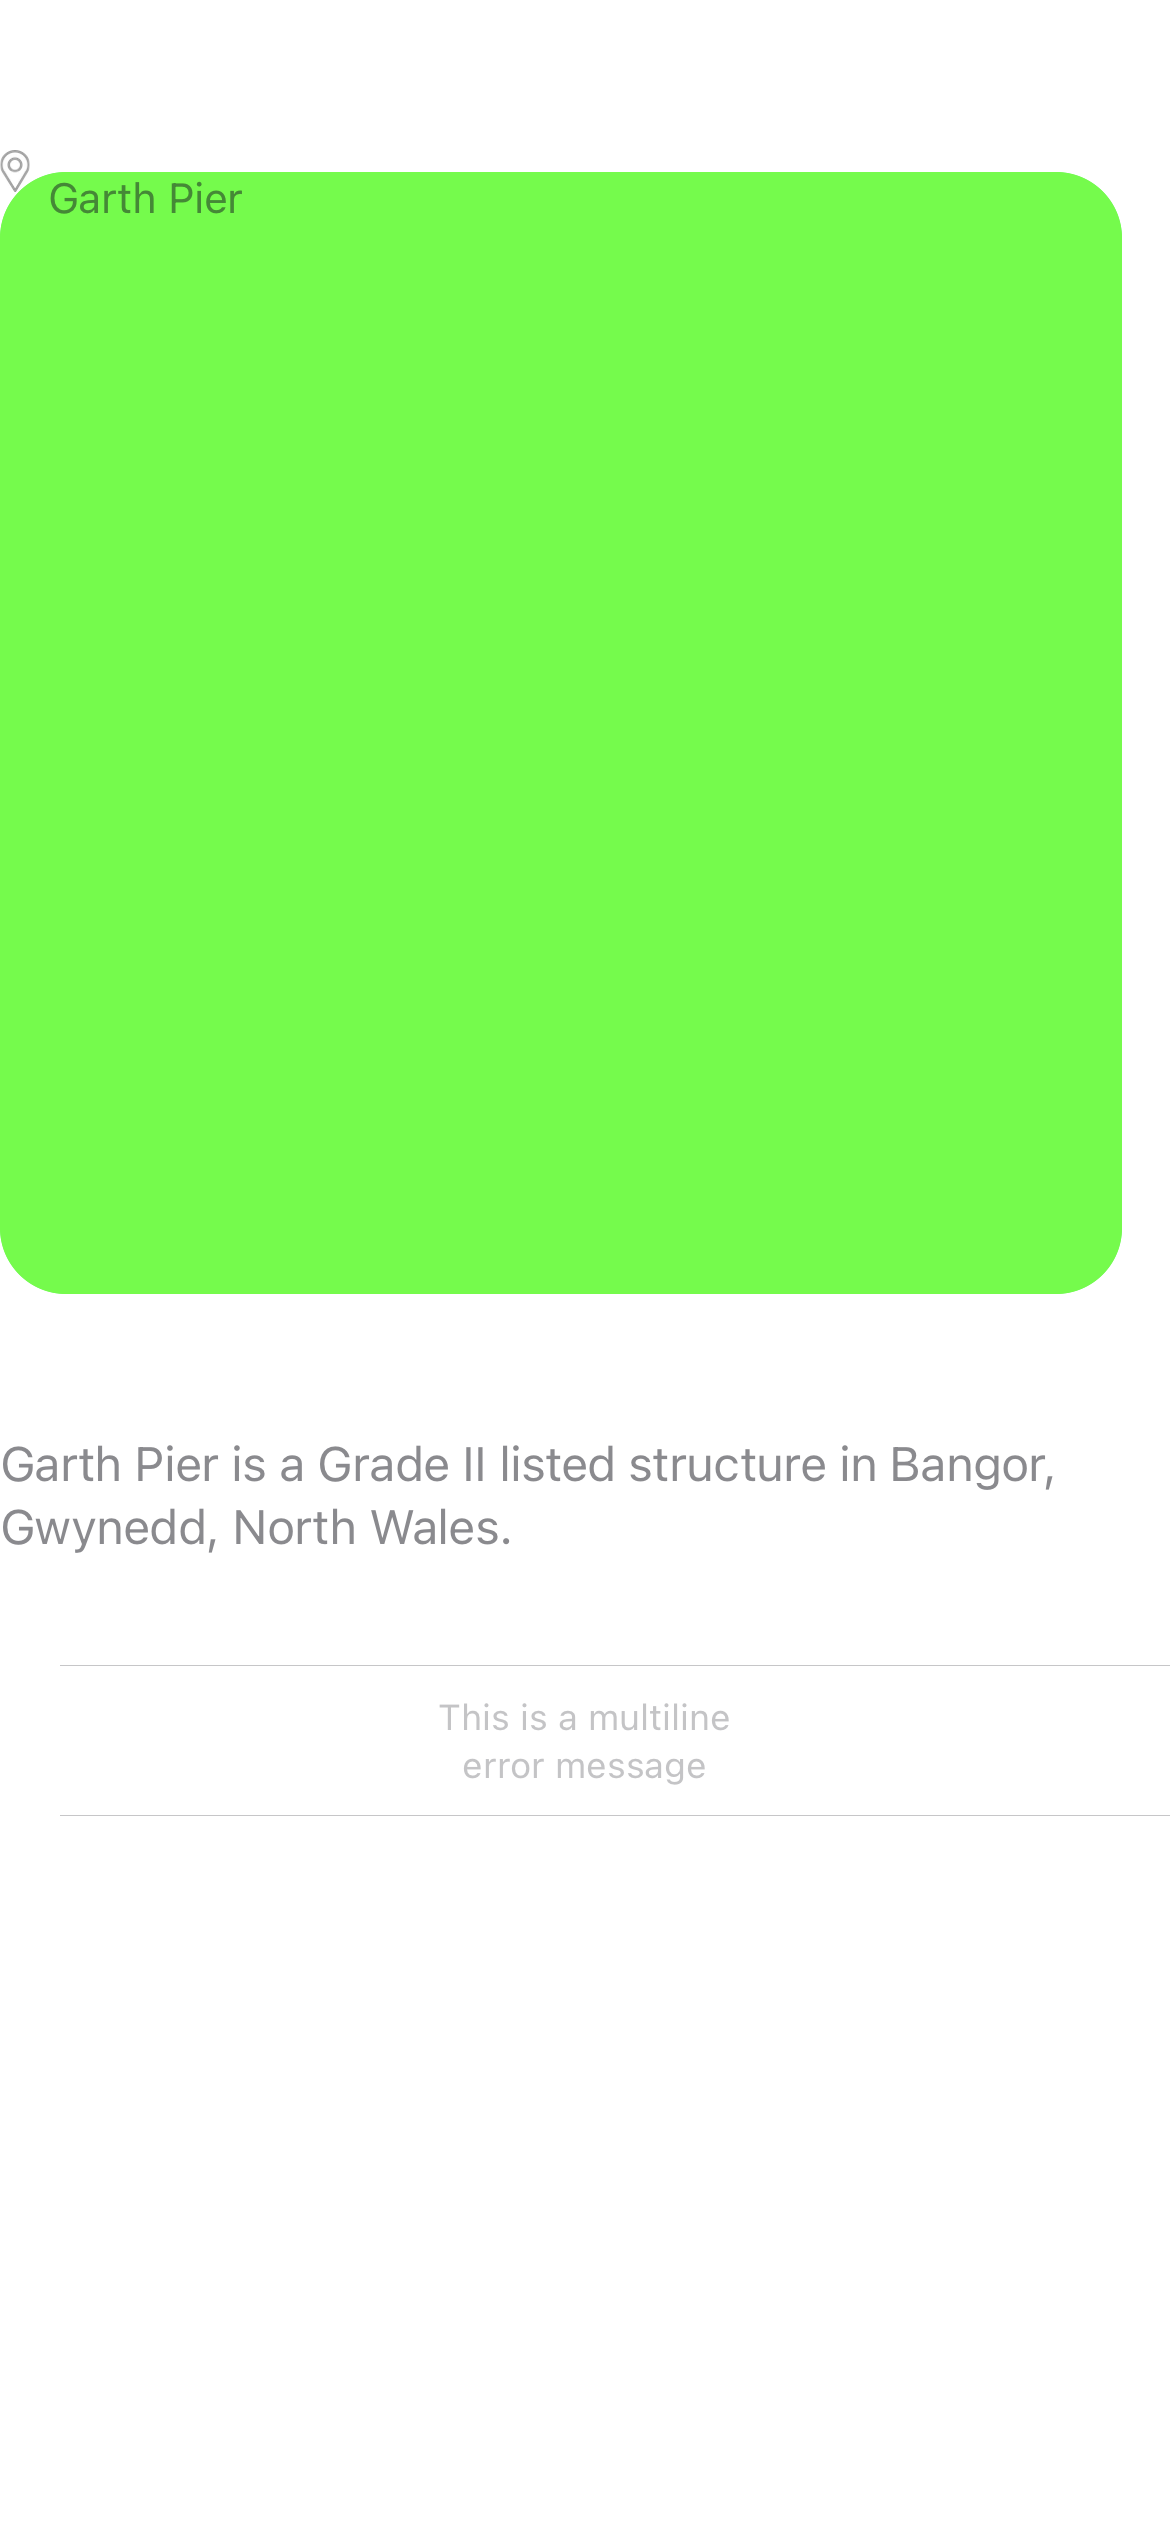 Garth Pier
Garth Pier is a Grade II listed structure in Bangor,
Gwynedd, North Wales.
This is a multiline
error message